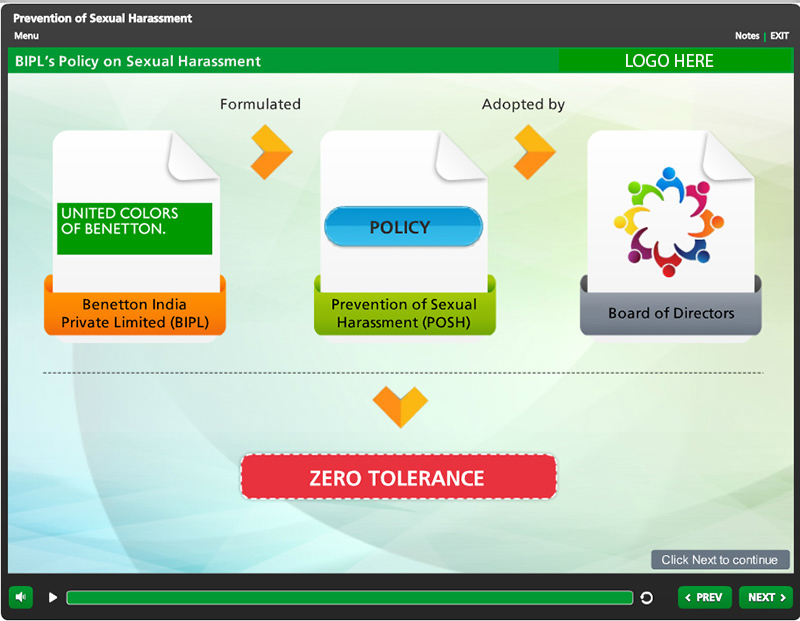 Prevention of Sexual Harassment
Menu
Notes | EXIT
BIPL's Policy on Sexual Harassment
LOGO HERE
Formulated
Adopted by
UNITED COLORS
OF BENETTON.
POLICY
Benetton India
Private Limited (BIPL)
Prevention of Sexual
Harassment (POSH)
Board of Directors
ZERO TOLERANCE
Click Next to continue
PREV
NEXT